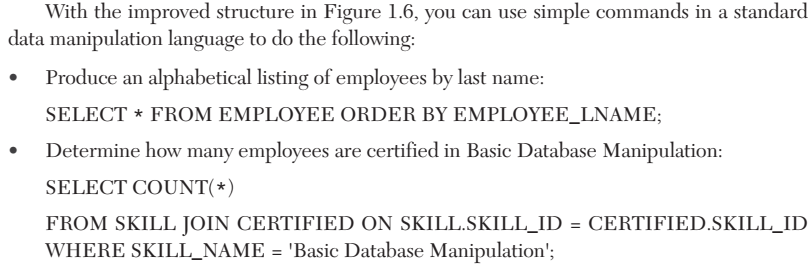 With the improved structure in Figure 1.6, you can use simple commands in a standard
data manipulation language to do the following:
• Produce an alphabetical listing of employees by last name:
SELECT * FROM EMPLOYEE ORDER BY EMPLOYEE_LNAME;
• Determine how many employees are certified in Basic Database Manipulation:
SELECT COUNT(*)
FROM SKILL JOIN CERTIFIED ON SKILL.SKILL_ID = CERTIFIED.SKILL_ID
WHERE SKILL_NAME = 'Basic Database Manipulation';